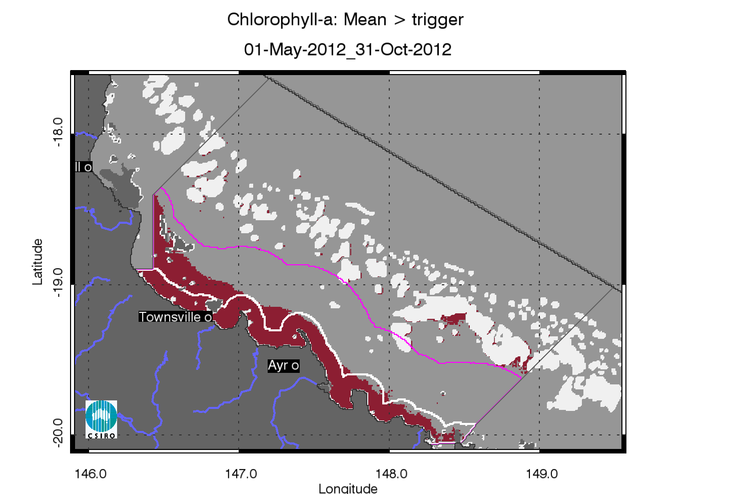 Chlorophyll-a: Mean > trigger
01-May-2012_31-Oct-2012
-18.0
ll o
Latitude
-19.0
Townsville o
Ayr o
CSIRO
-20.0
146.0 147.0 148.0 149.0
Longitude